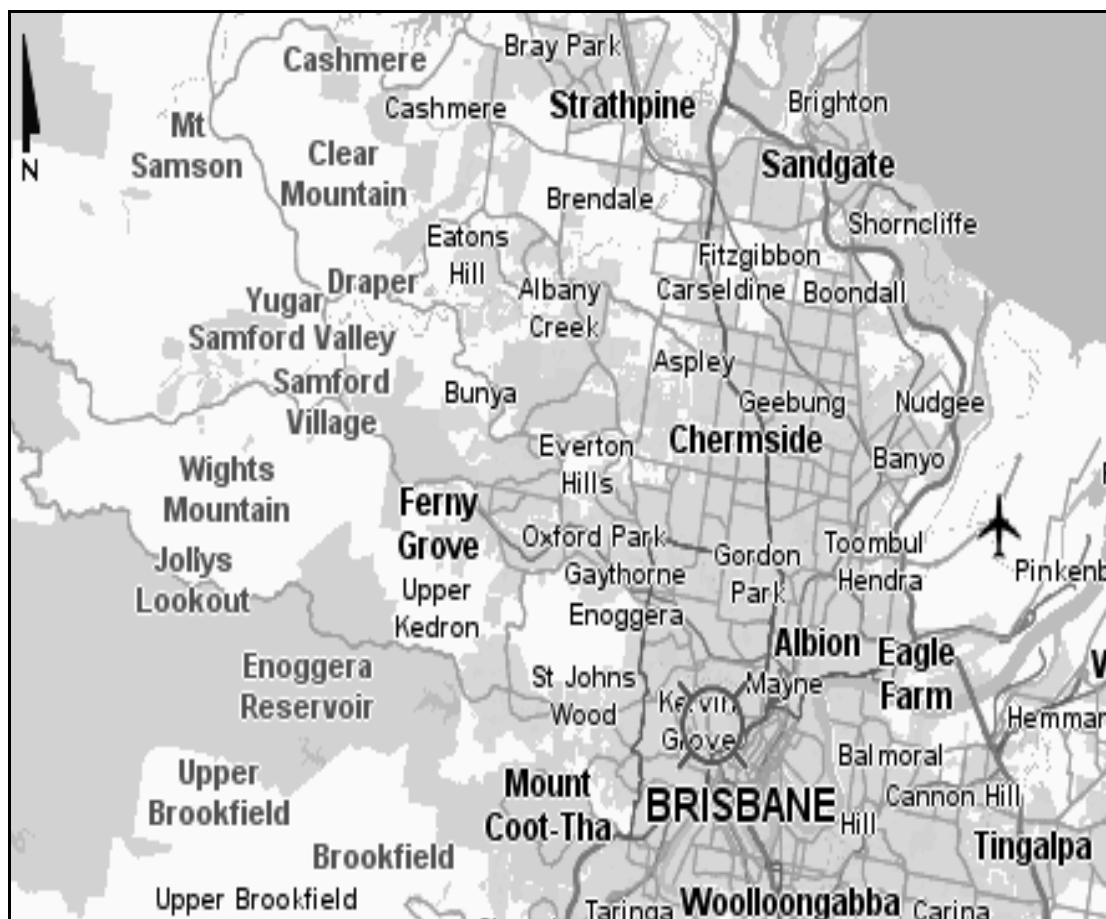 Bray Park
Cashmere
Cashmere
Strathpine
Brighton
Mt
Samson
Clear
Mountain
Sandgate
Brendale
Shorncliffe
Eatons
Hill
Fitzgibbon
Draper
Albany
Creek
Carseldine
Boondall
Yugar
Samford Valley
Aspley
Samford
Village
Bunya
Geebung
Nudgee
Chermside
Everton
Hills
Banyo
Wights
Mountain
Ferny
Grove
N
Oxford Park
Gordon
Park
Toombul
Jollys
Lookout
Gaythorne
Hendra
Pinkenb
Upper
Kedron
Enoggera
Albion
Eagle
Farm
Enoggera
Reservoir
St Johns
Wood
Kelvin
Grove
Mayne
W
Hemmar
Balmoral
Upper
Brookfield
Mount
Coot-Tha
BRISBANE
Cannon Hill
Hill
Tingalpa
Brookfield
Upper Brookfield
Taringa
Woolloongabba
Carina